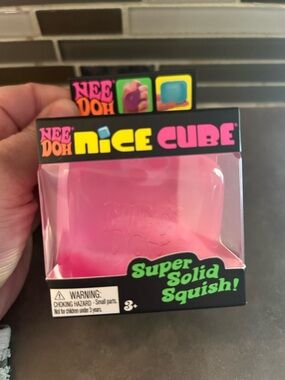 NEE
DOH
NEE
DOH
NiCE CUBE
Super
Solid
Squish!
WARNING:
CHOKING HAZARD - Small parts.
Not for children under 3 years.
3+